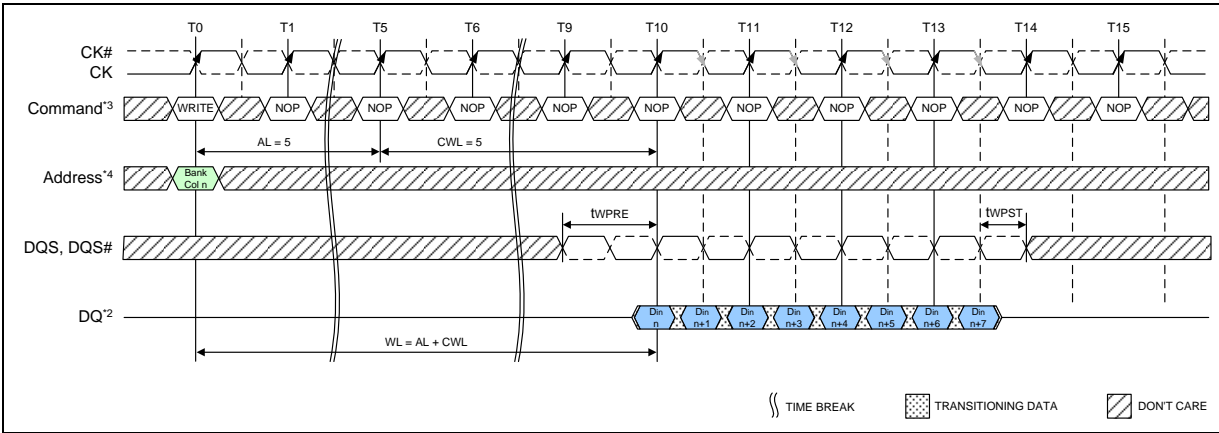 T0 T1 T5 T6 T9 T10 T11 T12 T13 T14 T15
CK#
CK
Command*3 WRITE NOP NOP NOP NOP NOP NOP NOP NOP NOP NOP
AL = 5 CWL = 5
Address*4 Bank
Col n
tWPRE tWPST
DQS, DQS#
DQ*2 Din Din Din Din Din Din Din Din
n n+1 n+2 n+3 n+4 n+5 n+6 n+7
WL = AL + CWL
TIME BREAK TRANSITIONING DATA DON'T CARE